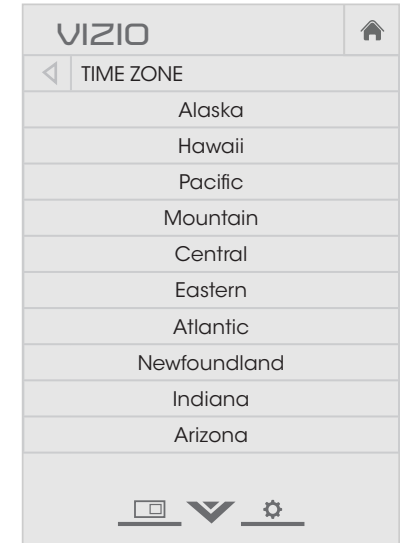 VIZIO
TIME ZONE
Alaska
Hawaii
Pacific
Mountain
Central
Eastern
Atlantic
Newfoundland
Indiana
Arizona